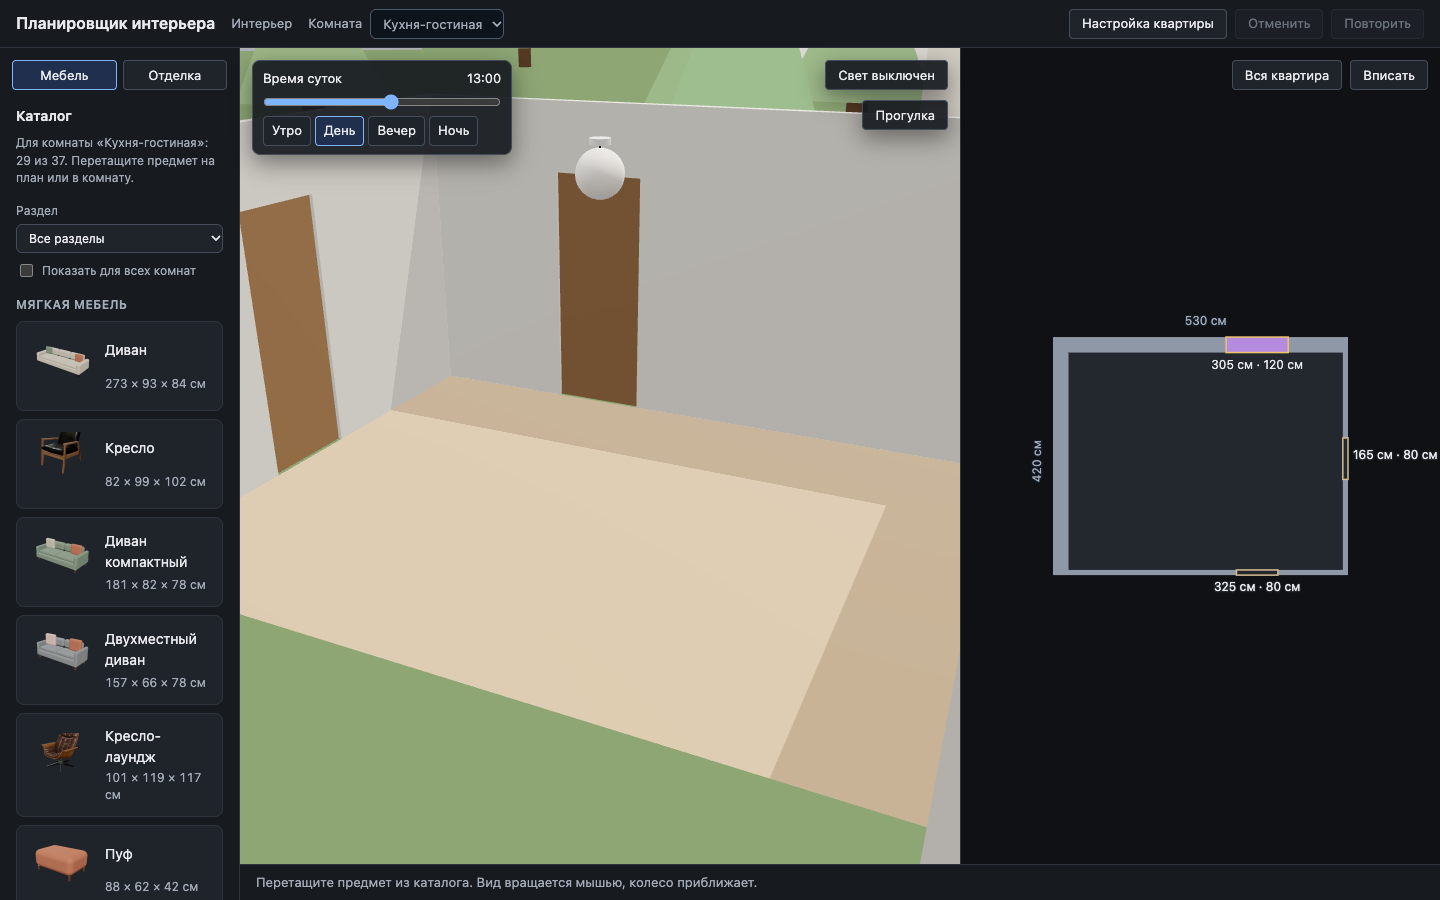 Планировщик интерьера
Интерьер
Комната
Кухня-гостиная
Настройка квартиры
Отменить
Повторить
Мебель
Отделка
Каталог
Для комнаты «Кухня-гостиная»:
29 из 37. Перетащите предмет на
план или в комнату.
Раздел
Все разделы
Показать для всех комнат
МЯГКАЯ МЕБЕЛЬ
Диван
273 × 93 × 84 см
Кресло
82 × 99 × 102 см
Диван
компактный
181 × 82 × 78 см
Двухместный
диван
157 × 66 × 78 см
Кресло-
лаундж
101 × 119 × 117
см
Пуф
88 × 62 × 42 см
Время суток
13:00
Утро
День
Вечер
Ночь
Свет выключен
Прогулка
Вся квартира
Вписать
530 см
305 см · 120 см
420 см
165 см · 80 см
325 см · 80 см
Перетащите предмет из каталога. Вид вращается мышью, колесо приближает.